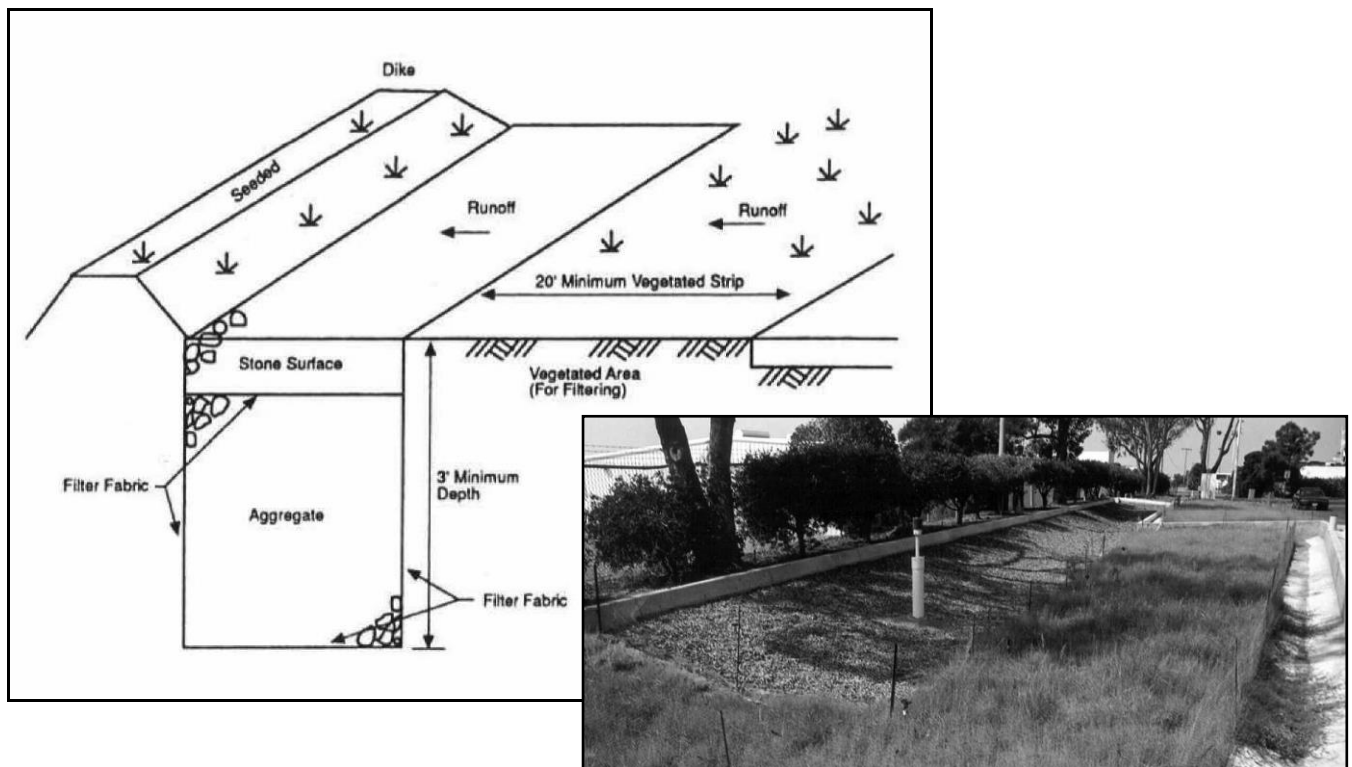 Dike
Seeded
Runoff
Runoff
20' Minimum Vegetated Strip
Stone Surface
Vegetated Area
(For Filtering)
Filter Fabric
3' Minimum
Depth
Aggregate
Filter Fabric